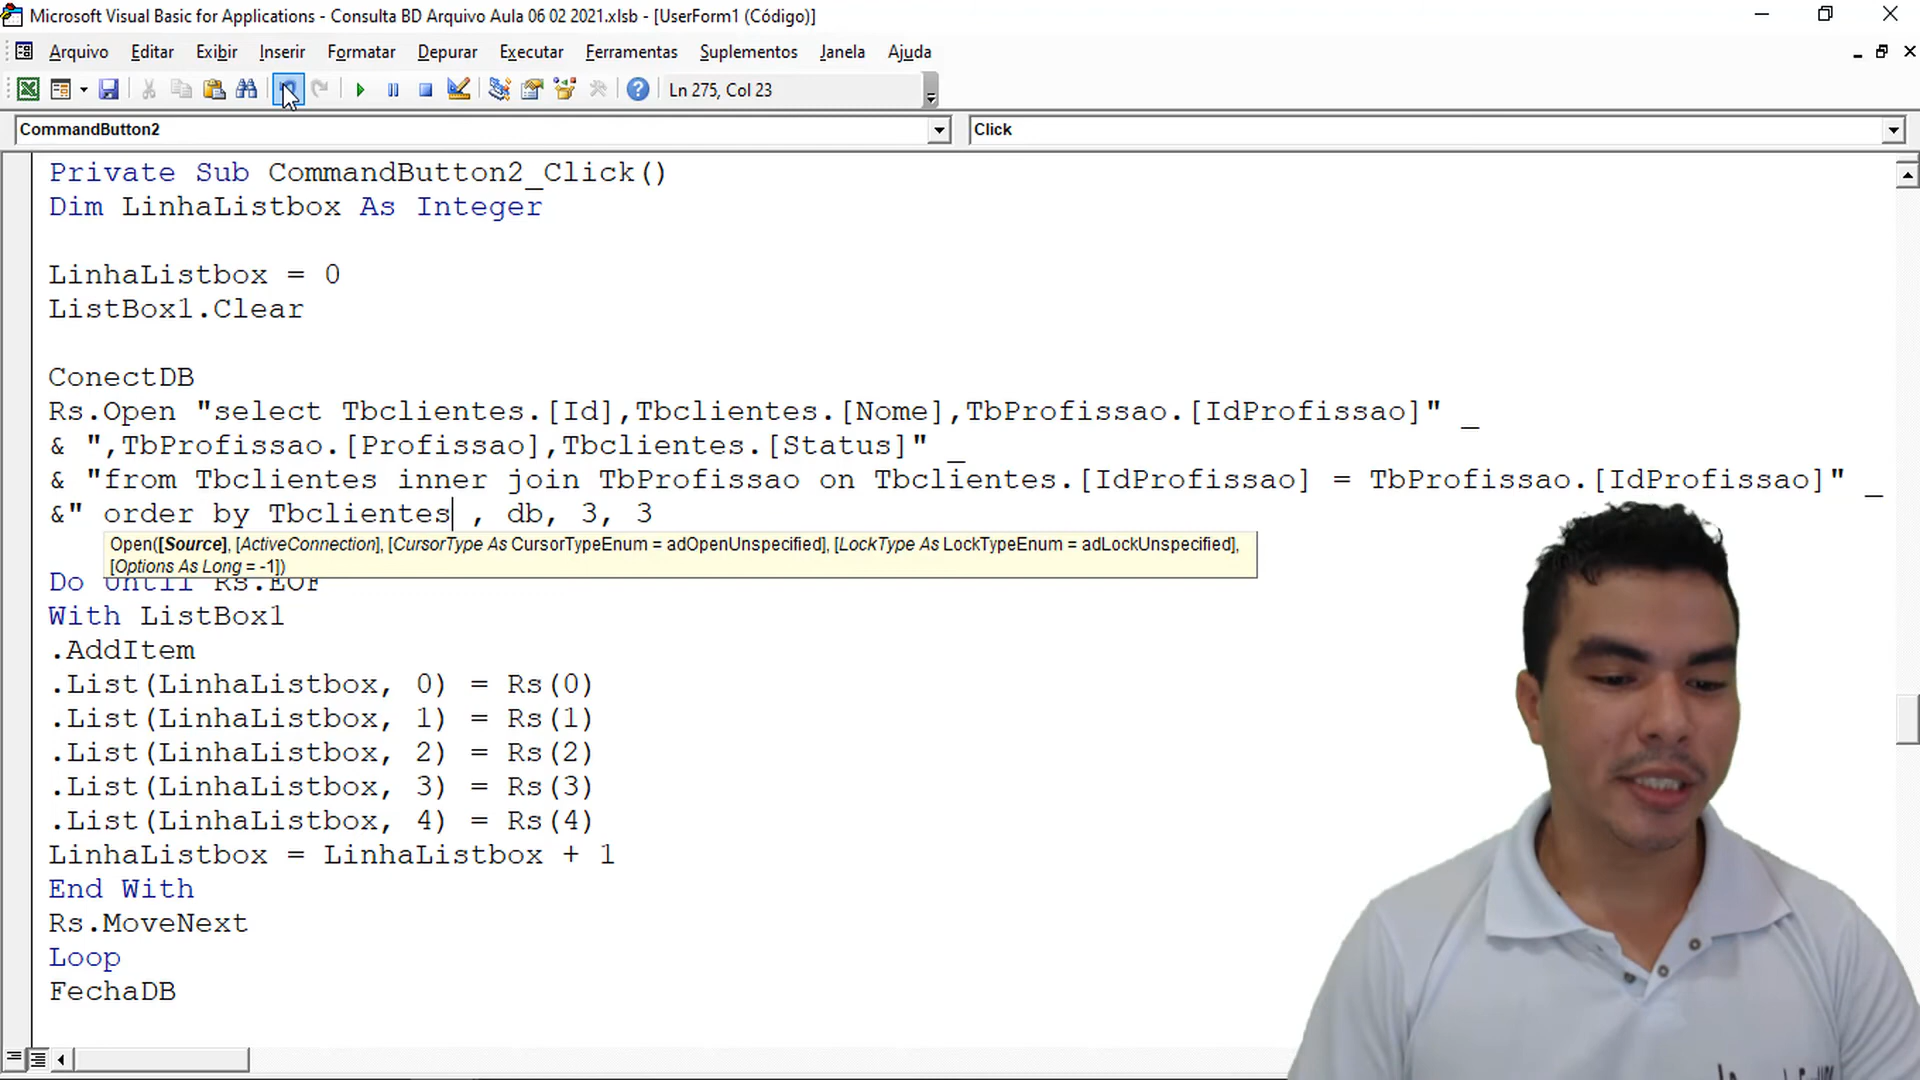 Microsoft Visual Basic for Applications - Consulta BD Arquivo Aula 06 02 2021.xlsb - [UserForm1 (Código)]
Arquivo Editar Exibir Inserir Formatar Depurar Executar Ferramentas Suplementos Janela Ajuda
Ln 275, Col 23
CommandButton2 Click
Private Sub CommandButton2_Click()
Dim LinhaListbox As Integer
LinhaListbox = 0
ListBox1.Clear
ConectDB
Rs.Open "select Tbclientes.[Id],Tbclientes.[Nome],TbProfissao.[IdProfissao]" _
& ",TbProfissao.[Profissao],Tbclientes.[Status]" _
& "from Tbclientes inner join TbProfissao on Tbclientes.[IdProfissao] = TbProfissao.[IdProfissao]" _
&" order by Tbclientes , db, 3, 3
Open([Source], [ActiveConnection], [CursorType As CursorTypeEnum = adOpenUnspecified], [LockType As LockTypeEnum = adLockUnspecified],
[Options As Long = -1])
Do Until Rs.EOF
With ListBox1
.AddItem
.List(LinhaListbox, 0) = Rs(0)
.List(LinhaListbox, 1) = Rs(1)
.List(LinhaListbox, 2) = Rs(2)
.List(LinhaListbox, 3) = Rs(3)
.List(LinhaListbox, 4) = Rs(4)
LinhaListbox = LinhaListbox + 1
End With
Rs.MoveNext
Loop
FechaDB